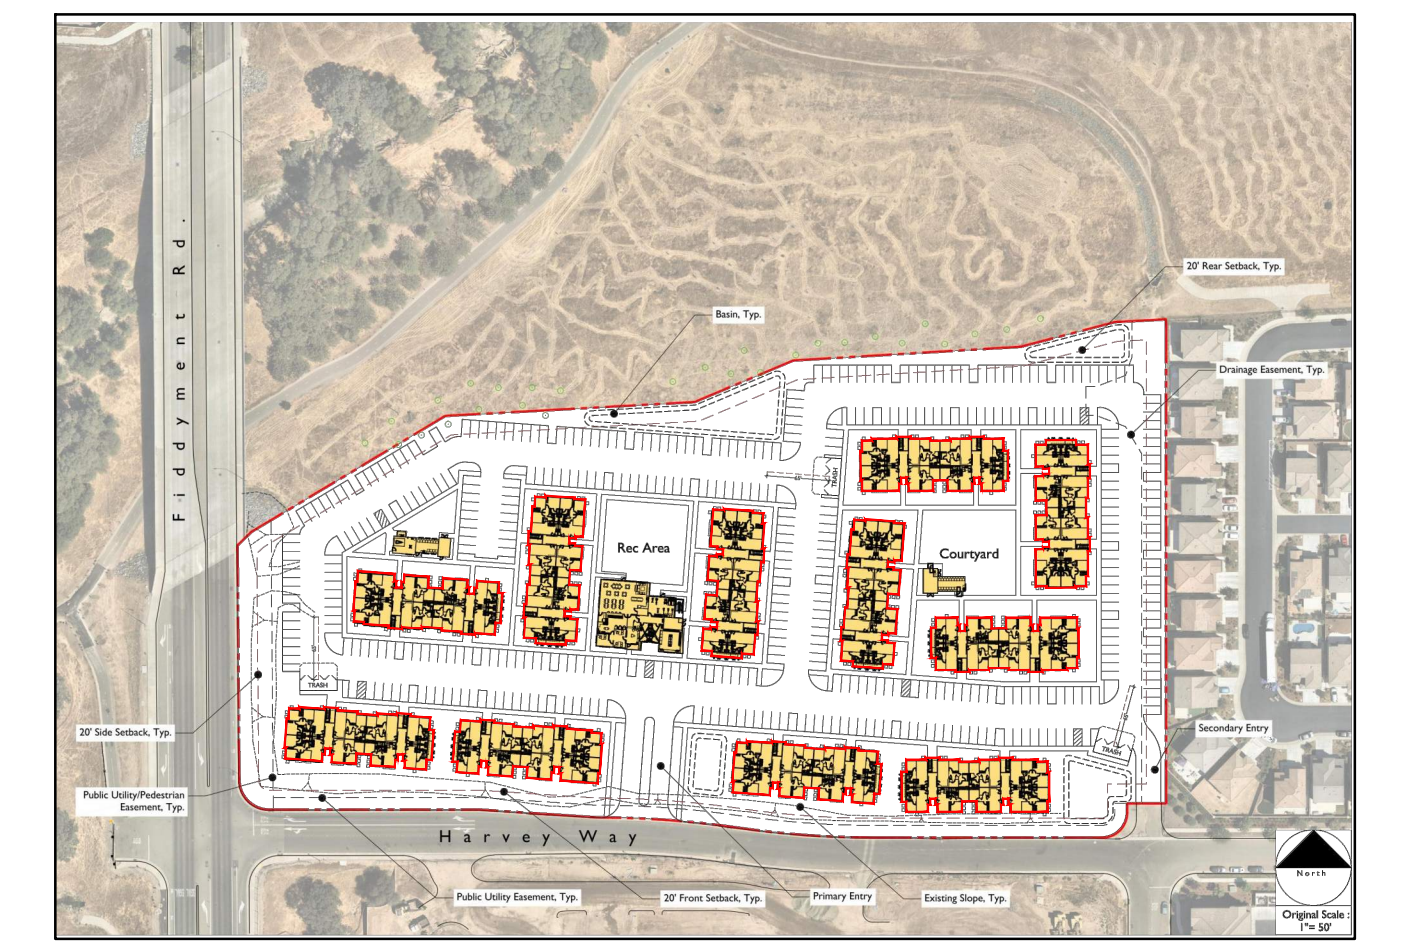 20' Rear Setback, Typ.
Basin, Typ.
Drainage Easement, Typ.
Fiddyment Rd.
TRASH
Rec Area
Courtyard
TRASH
20' Side Setback, Typ.
Secondary Entry
TRASH
Public Utility/Pedestrian
Easement, Typ.
Harvey Way
North
Public Utility Easement, Typ.
20' Front Setback, Typ.
Primary Entry
Existing Slope, Typ.
Original Scale :
1"= 50'